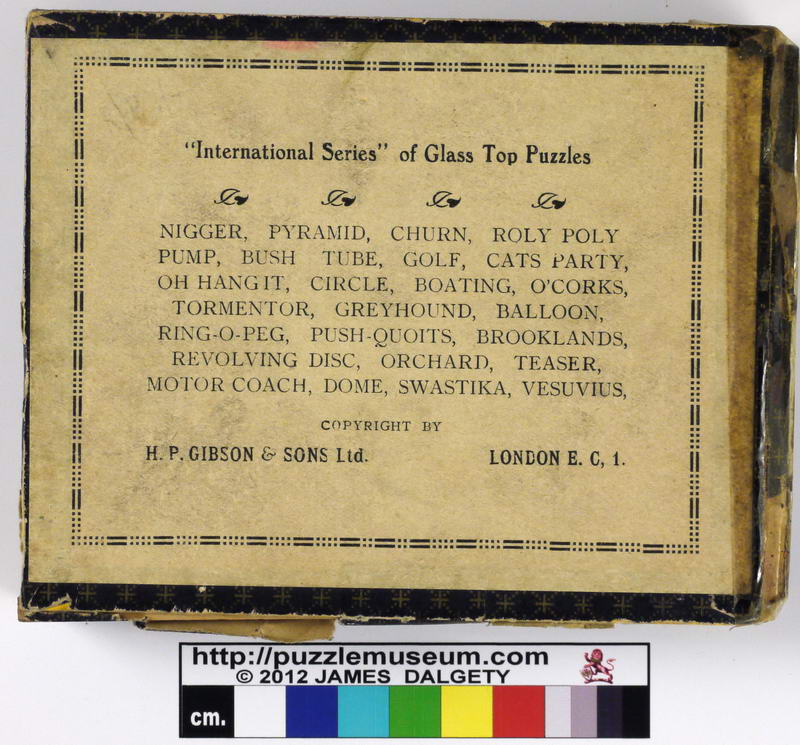 "International Series" of Glass Top Puzzles
NIGGER, PYRAMID, CHURN, ROLY POLY
PUMP, BUSH TUBE, GOLF, CATS PARTY,
OH HANG IT, CIRCLE, BOATING, O'CORKS,
TORMENTOR, GREYHOUND, BALLOON,
RING-O-PEG, PUSH-QUOITS, BROOKLANDS,
REVOLVING DISC, ORCHARD, TEASER,
MOTOR COACH, DOME, SWASTIKA, VESUVIUS,
COPYRIGHT BY
H. P. GIBSON & SONS Ltd. LONDON E. C, 1.
http://puzzlemuseum.com
© 2012 JAMES DALGETY
cm.